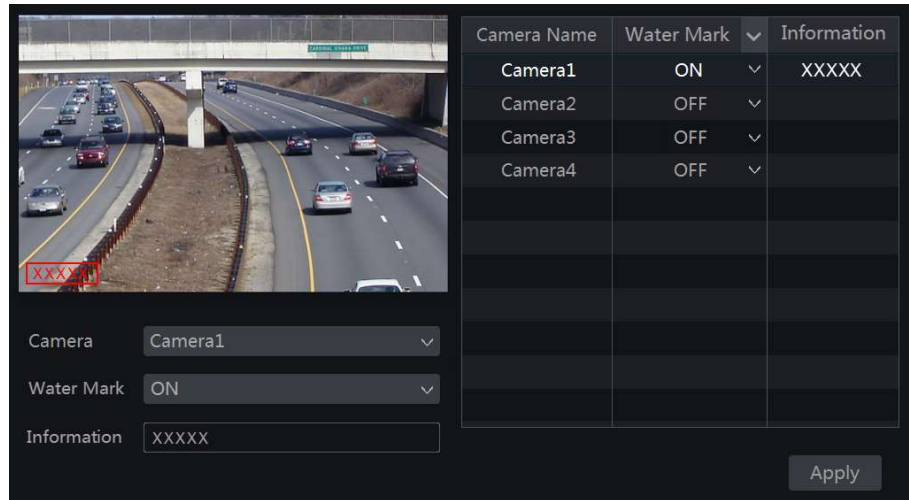 CARDINAL O'HARA DRIVE
XXXXX
Camera Camera1
Water Mark ON
Information XXXXX
Camera Name Water Mark Information
Camera1 ON XXXXX
Camera2 OFF
Camera3 OFF
Camera4 OFF
Apply